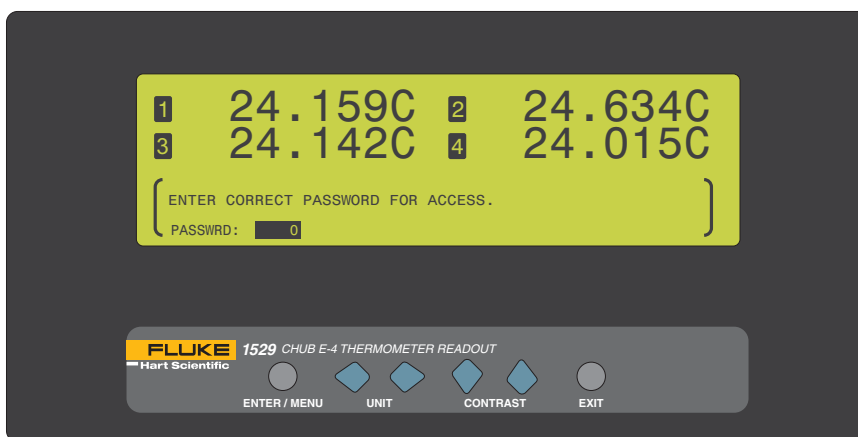 1 24.159C 2 24.634C
3 24.142C 4 24.015C
ENTER CORRECT PASSWORD FOR ACCESS.
PASSWRD: 0
FLUKE 1529 CHUB E-4 THERMOMETER READOUT
Hart Scientific
ENTER / MENU UNIT CONTRAST EXIT